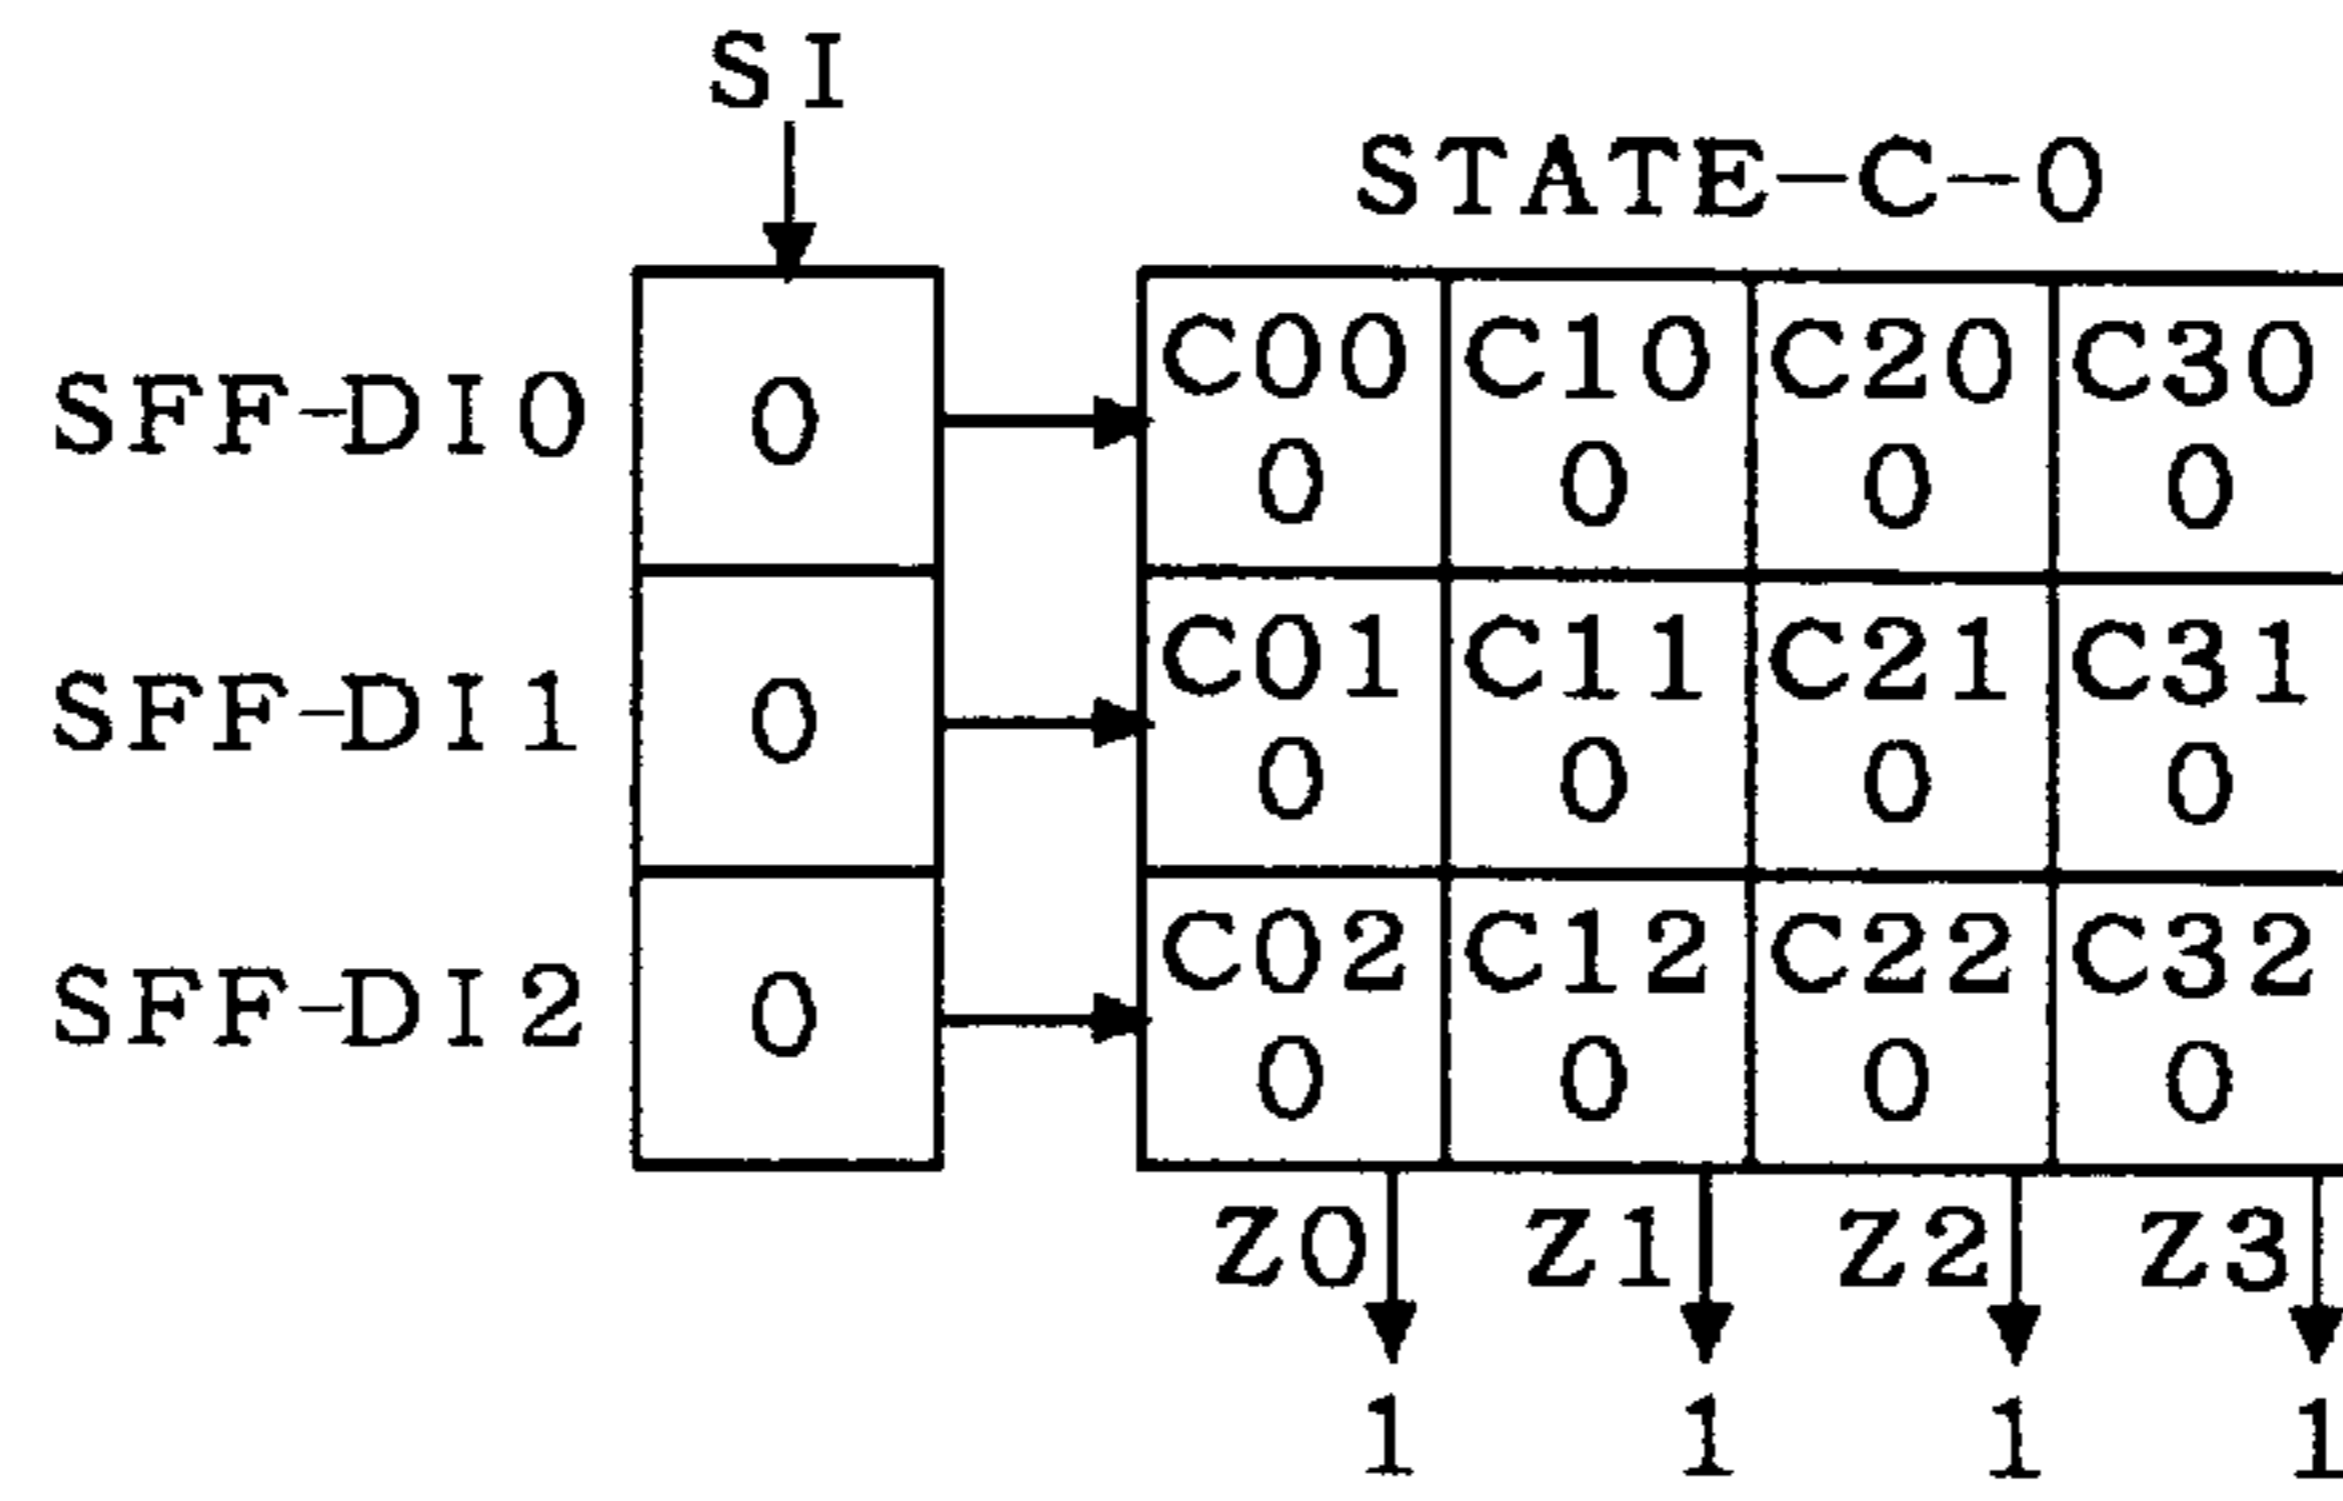 SI
STATE-C-0
C00 C10 C20 C30
SFF-DI0 0 0 0 0 0
C01 C11 C21 C31
SFF-DI1 0 0 0 0 0
C02 C12 C22 C32
SFF-DI2 0 0 0 0 0
Z0 Z1 Z2 Z3
1 1 1 1